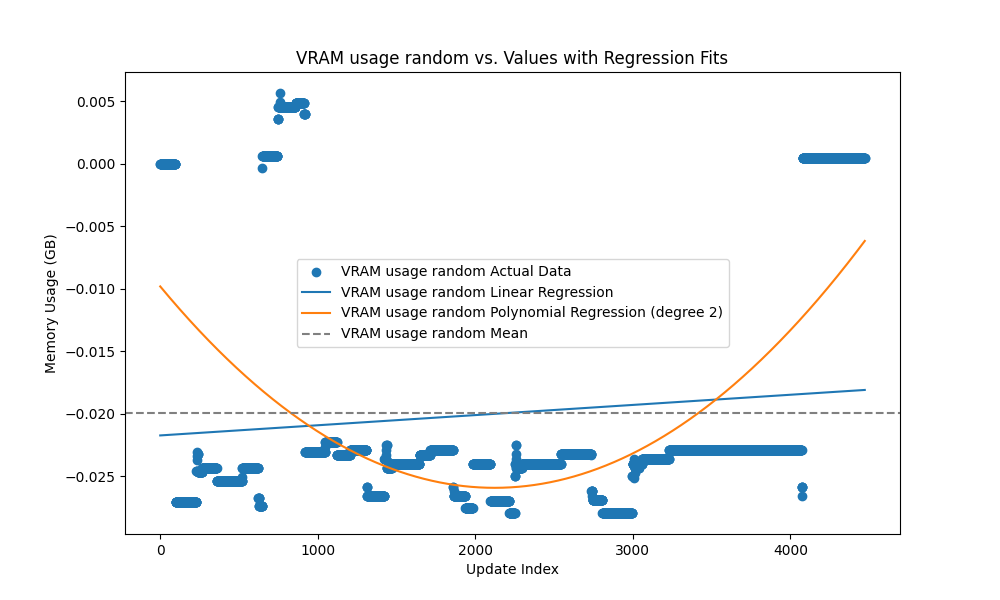 VRAM usage random vs. Values with Regression Fits
0.005
0.000
−0.005
−0.010
−0.015
−0.020
−0.025
Memory Usage (GB)
VRAM usage random Actual Data
VRAM usage random Linear Regression
VRAM usage random Polynomial Regression (degree 2)
VRAM usage random Mean
0 1000 2000 3000 4000
Update Index